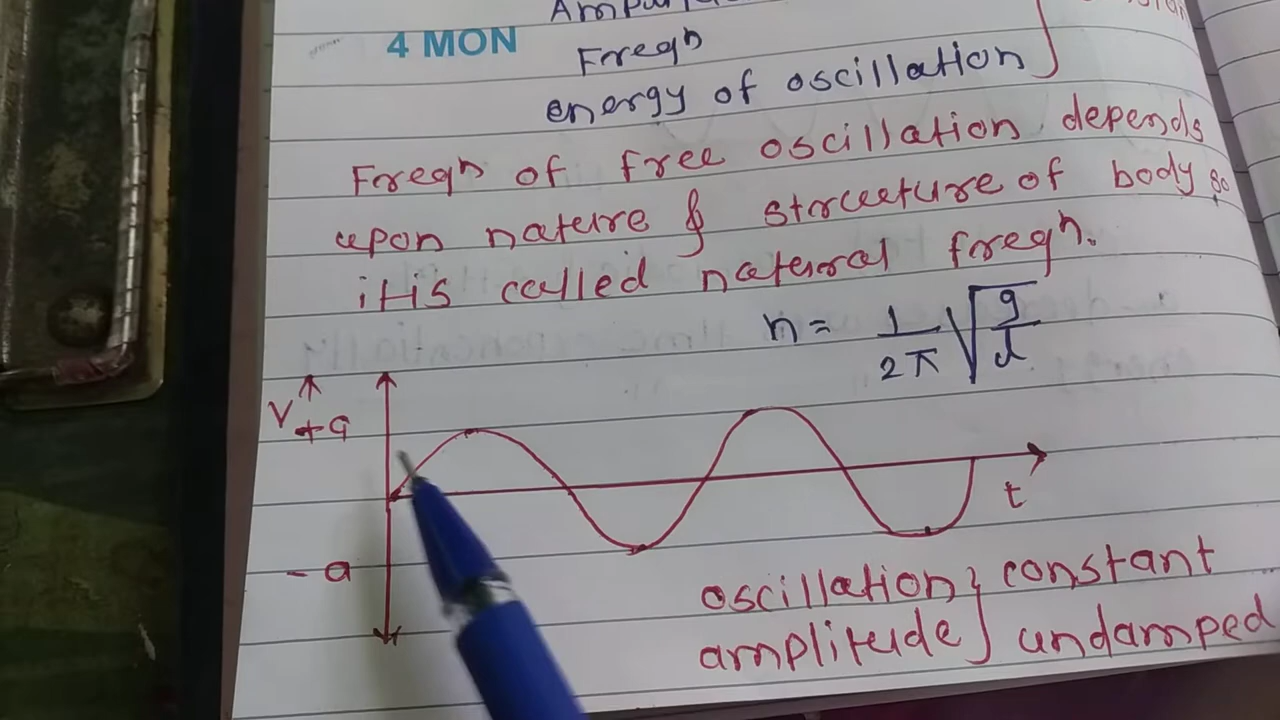 4 MON
Freqn
energy of oscillation
Freqn of free oscillation depends
upon nature & structure of body so
it is called natural freqn.
n = 1/2π √g/l
V
+a
t
- a
oscillation } constant
amplitude } undamped